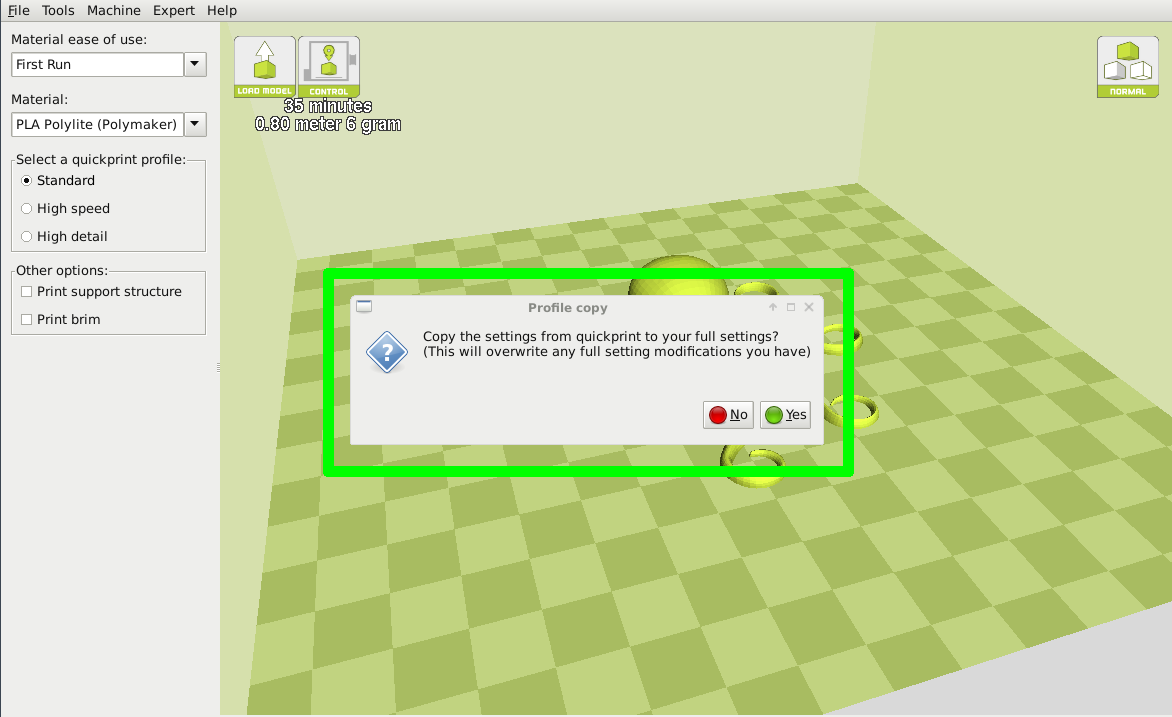 File Tools Machine Expert Help
Material ease of use:
First Run
Material:
PLA Polylite (Polymaker)
Select a quickprint profile:
Standard
High speed
High detail
Other options:
Print support structure
Print brim
LOAD MODEL
CONTROL
35 minutes
0.80 meter 6 gram
NORMAL
Profile copy
?
Copy the settings from quickprint to your full settings?
(This will overwrite any full setting modifications you have)
No Yes